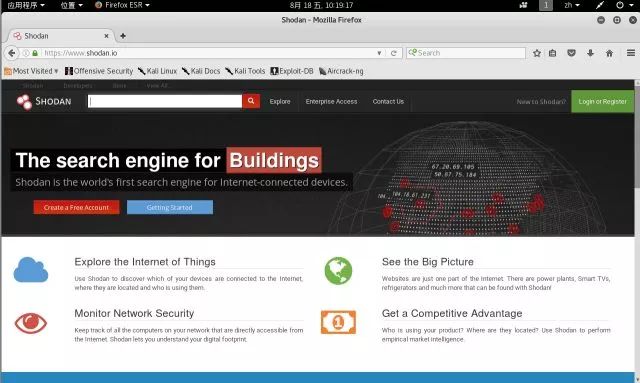 应用程序 位置 Firefox ESR 8月 18 五, 10:19:17 1 zh
Shodan - Mozilla Firefox
Shodan
https://www.shodan.io Search
Most Visited Offensive Security Kali Linux Kali Docs Kali Tools Exploit-DB Aircrack-ng
Shodan Developers Book View All...
SHODAN Explore Enterprise Access Contact Us New to Shodan? Login or Register
The search engine for Buildings
Shodan is the world's first search engine for Internet-connected devices.
Create a Free Account Getting Started
67.20.69.105
50.87.75.184
104.18.61.237
Explore the Internet of Things
Use Shodan to discover which of your devices are connected to the Internet,
where they are located and who is using them.
See the Big Picture
Websites are just one part of the Internet. There are power plants, Smart TVs,
refrigerators and much more that can be found with Shodan!
Monitor Network Security
Keep track of all the computers on your network that are directly accessible from
the Internet. Shodan lets you understand your digital footprint.
Get a Competitive Advantage
Who is using your product? Where are they located? Use Shodan to perform
empirical market intelligence.